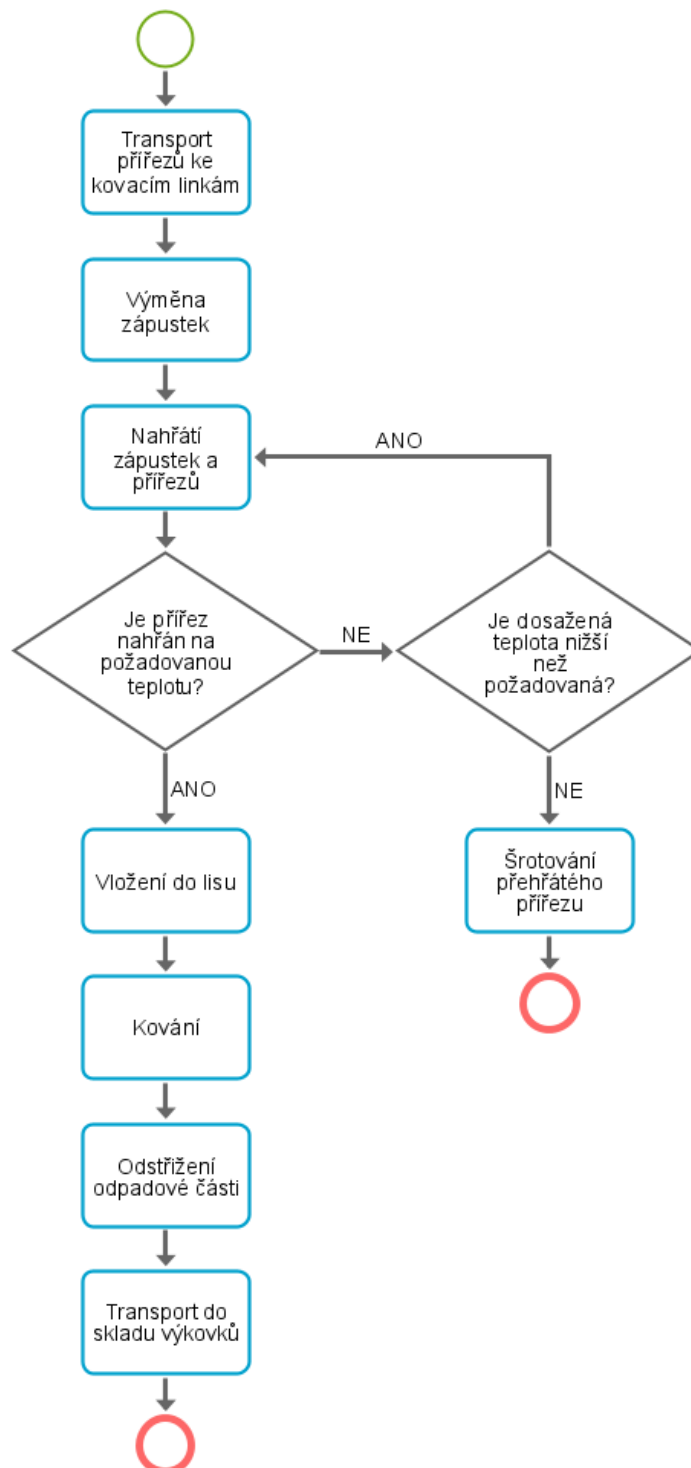 Transport
přířezů ke
kovacím linkám
Výměna
zápustek
Nahřátí
zápustek a
přířezů
ANO
Je přířez
nahřán na
požadovanou
teplotu?
NE
Je dosažená
teplota nižší
než
požadovaná?
ANO
NE
Vložení do lisu
Šrotování
přehřátého
přířezu
Kování
Odstřižení
odpadové části
Transport do
skladu výkovků